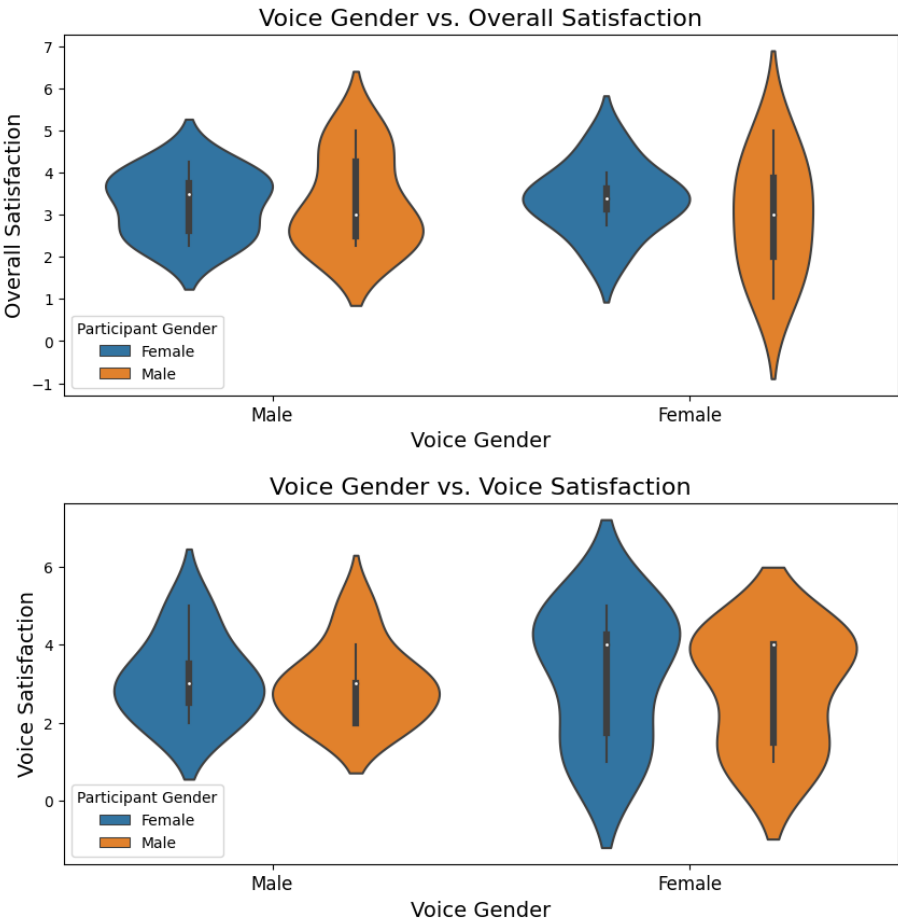 Voice Gender vs. Overall Satisfaction
7
6
5
4
3
2
1
0
−1
Overall Satisfaction
Participant Gender
Female
Male
Male
Female
Voice Gender
Voice Gender vs. Voice Satisfaction
6
4
2
0
Voice Satisfaction
Participant Gender
Female
Male
Male
Female
Voice Gender